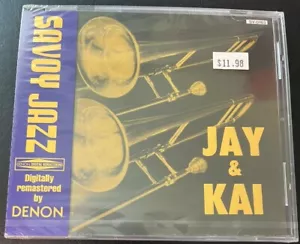 SAVOY JAZZ
Digitally
remastered
by
DENON
$11.98
JAY
&
KAI